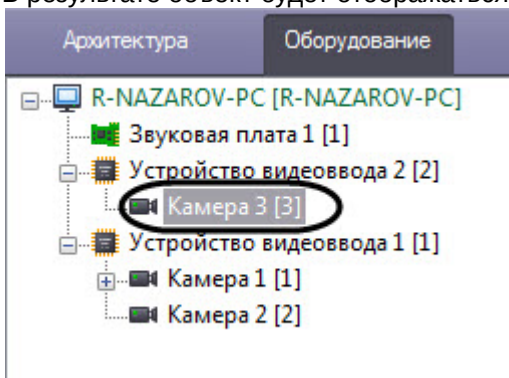 В результате объект будет отображаться
Архитектура Оборудование
R-NAZAROV-PC [R-NAZAROV-PC]
Звуковая плата 1 [1]
Устройство видеоввода 2 [2]
Камера 3 [3]
Устройство видеоввода 1 [1]
Камера 1 [1]
Камера 2 [2]